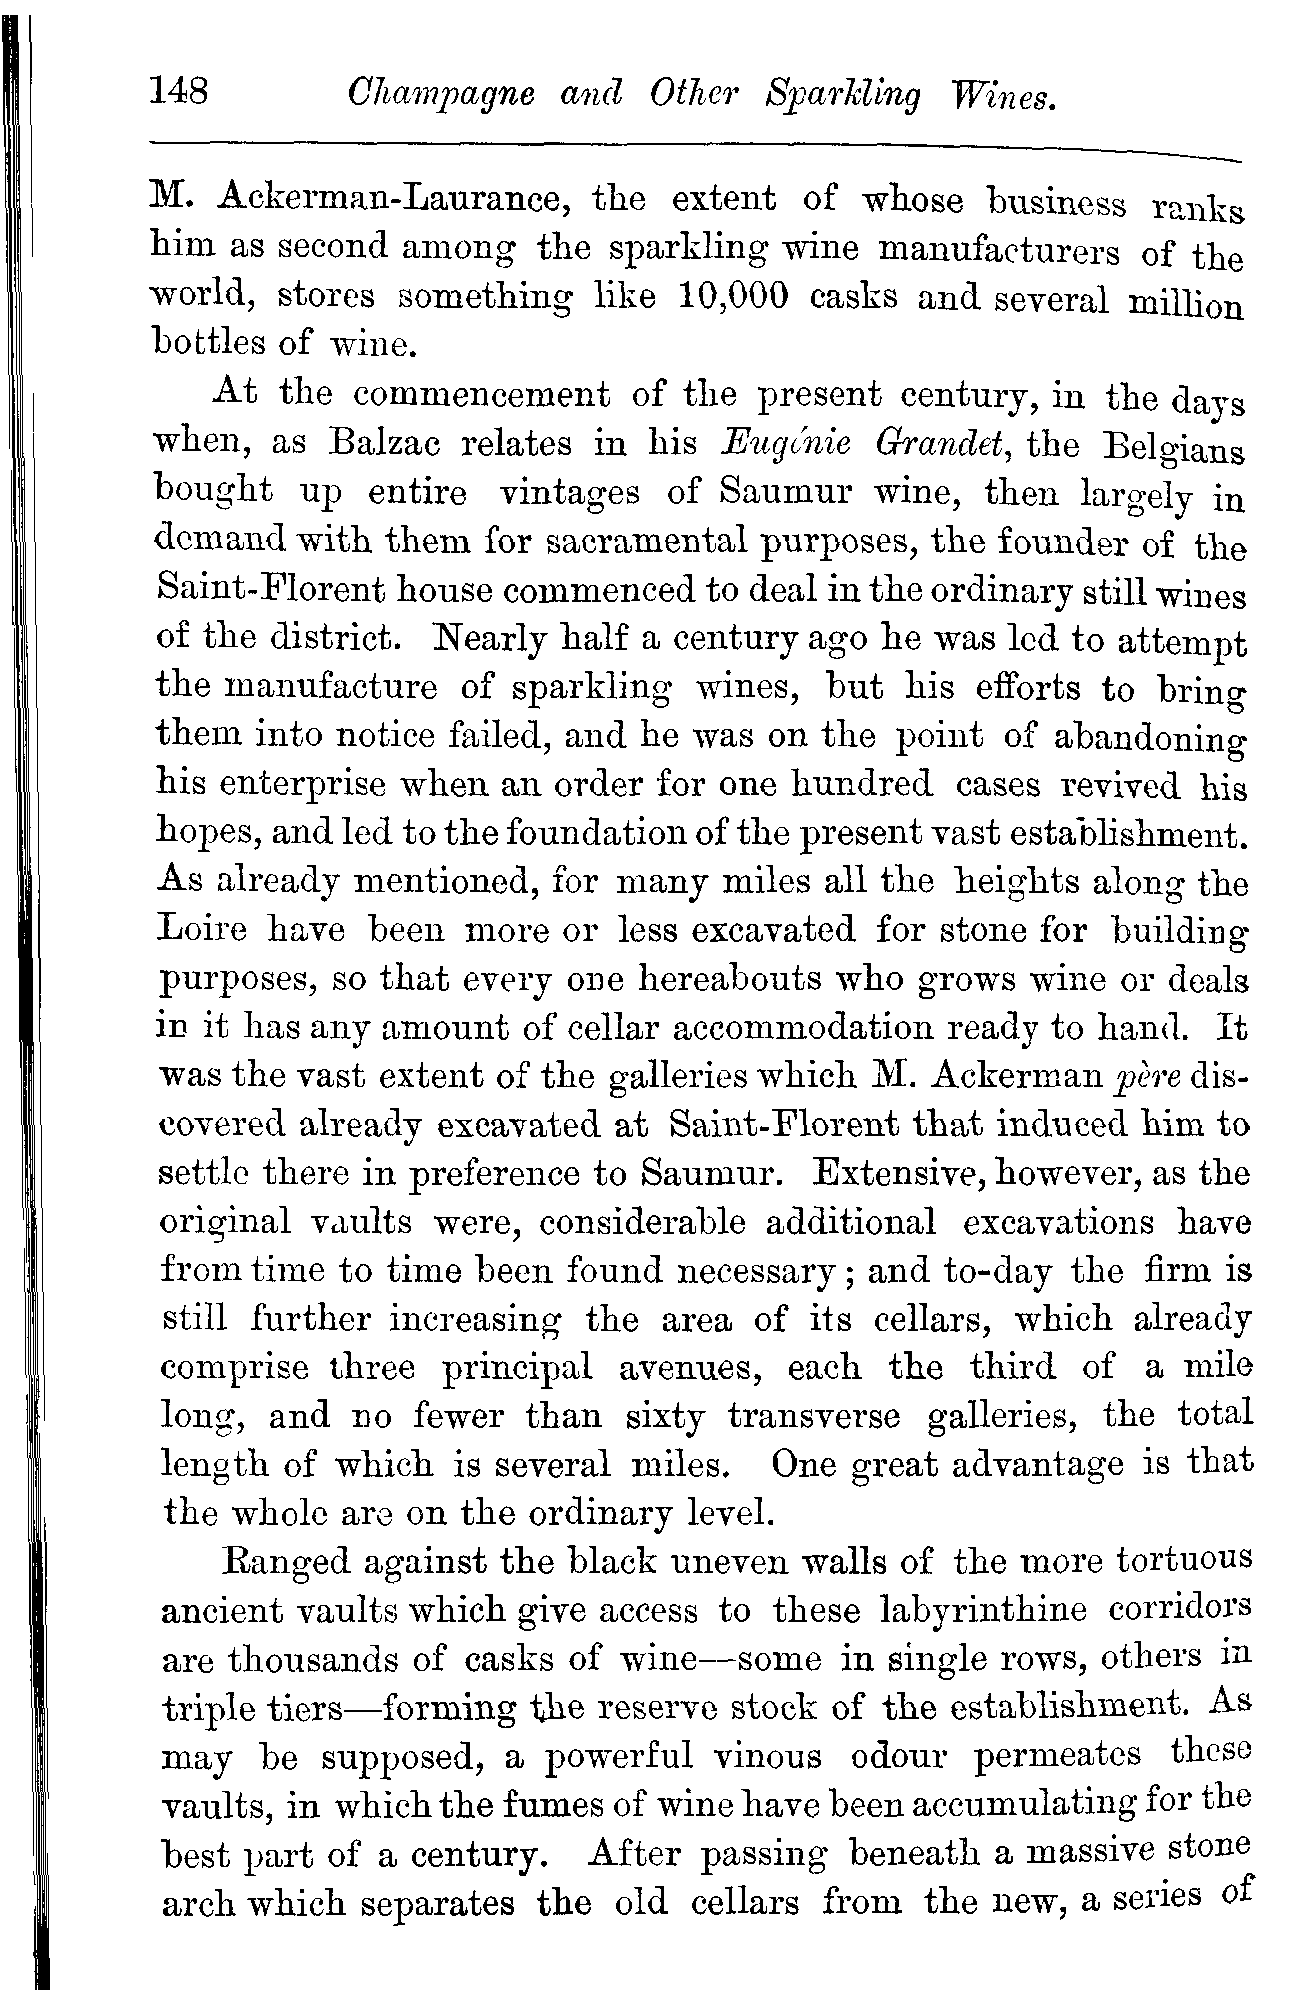 148 Champagne and Other Sparkling Wines.
M. Ackerman-Laurance, the extent of whose business ranks
him as second among the sparkling wine manufacturers of the
world, stores something like 10,000 casks and several million
bottles of wine.
At the commencement of the present century, in the days
when, as Balzac relates in his Eugénie Grandet, the Belgians
bought up entire vintages of Saumur wine, then largely in
demand with them for sacramental purposes, the founder of the
Saint-Florent house commenced to deal in the ordinary still wines
of the district. Nearly half a century ago he was led to attempt
the manufacture of sparkling wines, but his efforts to bring
them into notice failed, and he was on the point of abandoning
his enterprise when an order for one hundred cases revived his
hopes, and led to the foundation of the present vast establishment.
As already mentioned, for many miles all the heights along the
Loire have been more or less excavated for stone for building
purposes, so that every one hereabouts who grows wine or deals
in it has any amount of cellar accommodation ready to hand. It
was the vast extent of the galleries which M. Ackerman père dis-
covered already excavated at Saint-Florent that induced him to
settle there in preference to Saumur. Extensive, however, as the
original vaults were, considerable additional excavations have
from time to time been found necessary; and to-day the firm is
still further increasing the area of its cellars, which already
comprise three principal avenues, each the third of a mile
long, and no fewer than sixty transverse galleries, the total
length of which is several miles. One great advantage is that
the whole are on the ordinary level.
Ranged against the black uneven walls of the more tortuous
ancient vaults which give access to these labyrinthine corridors
are thousands of casks of wine—some in single rows, others in
triple tiers—forming the reserve stock of the establishment. As
may be supposed, a powerful vinous odour permeates these
vaults, in which the fumes of wine have been accumulating for the
best part of a century. After passing beneath a massive stone
arch which separates the old cellars from the new, a series of